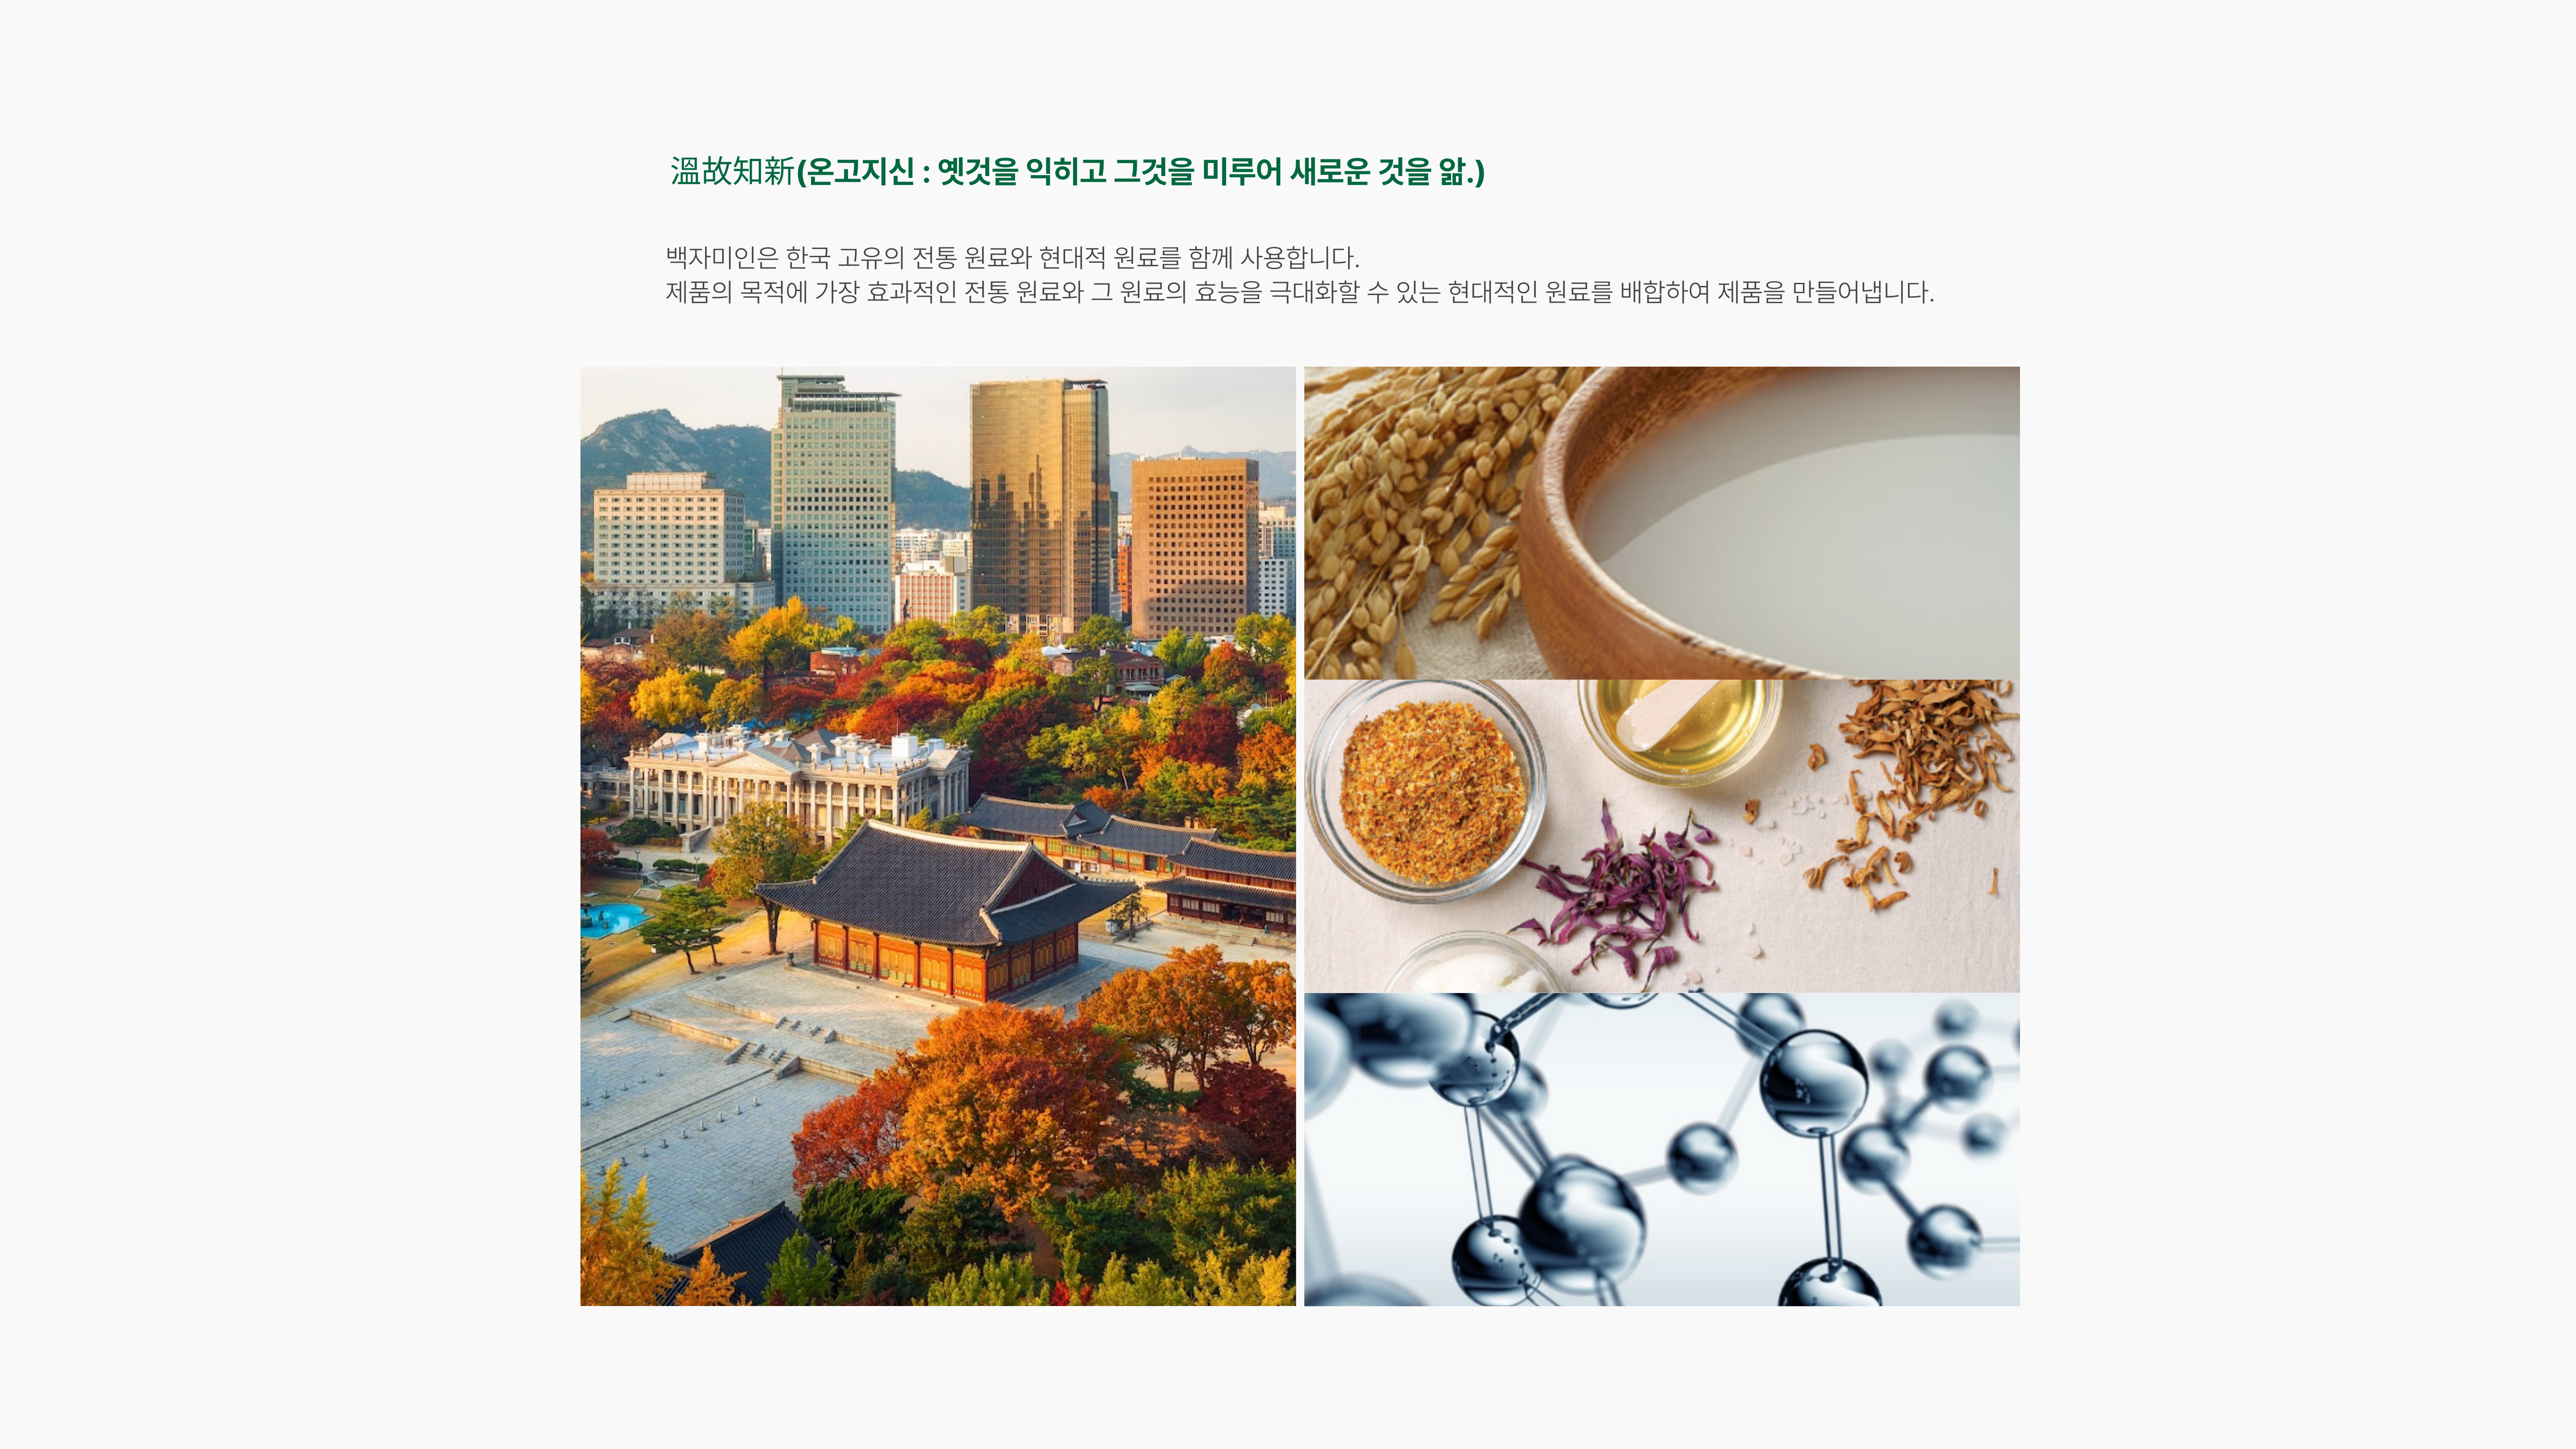 溫故知新(온고지신 : 옛것을 익히고 그것을 미루어 새로운 것을 앎.)
백자미인은 한국 고유의 전통 원료와 현대적 원료를 함께 사용합니다.
제품의 목적에 가장 효과적인 전통 원료와 그 원료의 효능을 극대화할 수 있는 현대적인 원료를 배합하여 제품을 만들어냅니다.